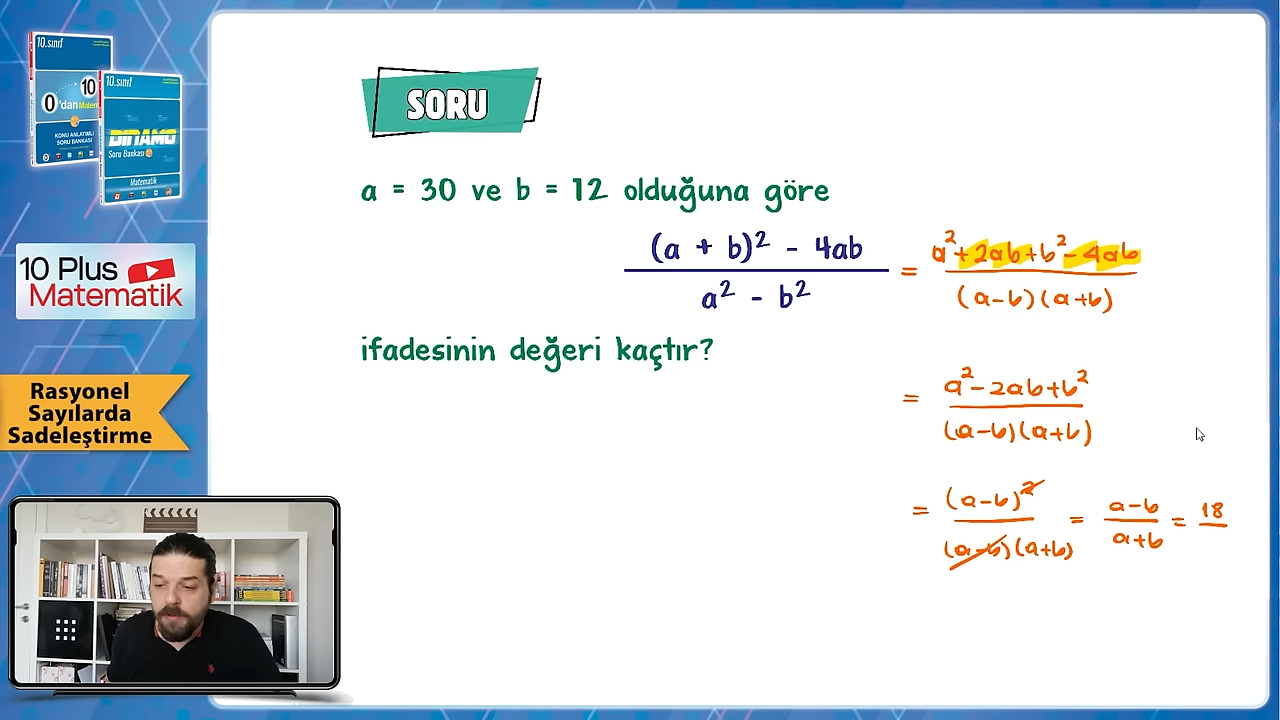 10.sınıf
10
0'dan
KONU ANLATIMLI
SORU BANKASI
10.sınıf
DİNAMO
Soru Bankası
Matematik
10 Plus
Matematik
Rasyonel
Sayılarda
Sadeleştirme
SORU
a = 30 ve b = 12 olduğuna göre
(a + b)² - 4ab
a² - b²
= a² + 2ab + b² - 4ab
(a-b)(a+b)
ifadesinin değeri kaçtır?
= a² - 2ab + b²
(a-b)(a+b)
= (a-b)² = a-b = 18
(a-b)(a+b) a+b